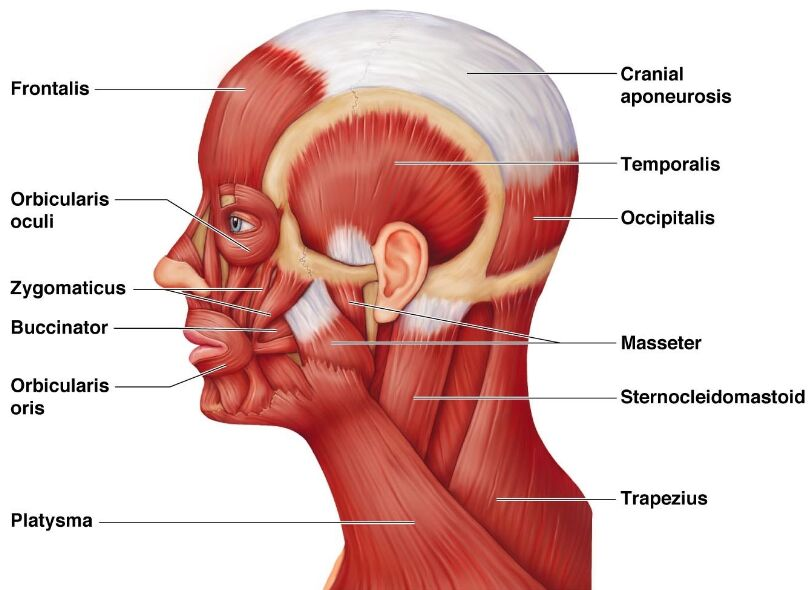 Frontalis
Orbicularis
oculi
Zygomaticus
Buccinator
Orbicularis
oris
Platysma
Cranial
aponeurosis
Temporalis
Occipitalis
Masseter
Sternocleidomastoid
Trapezius